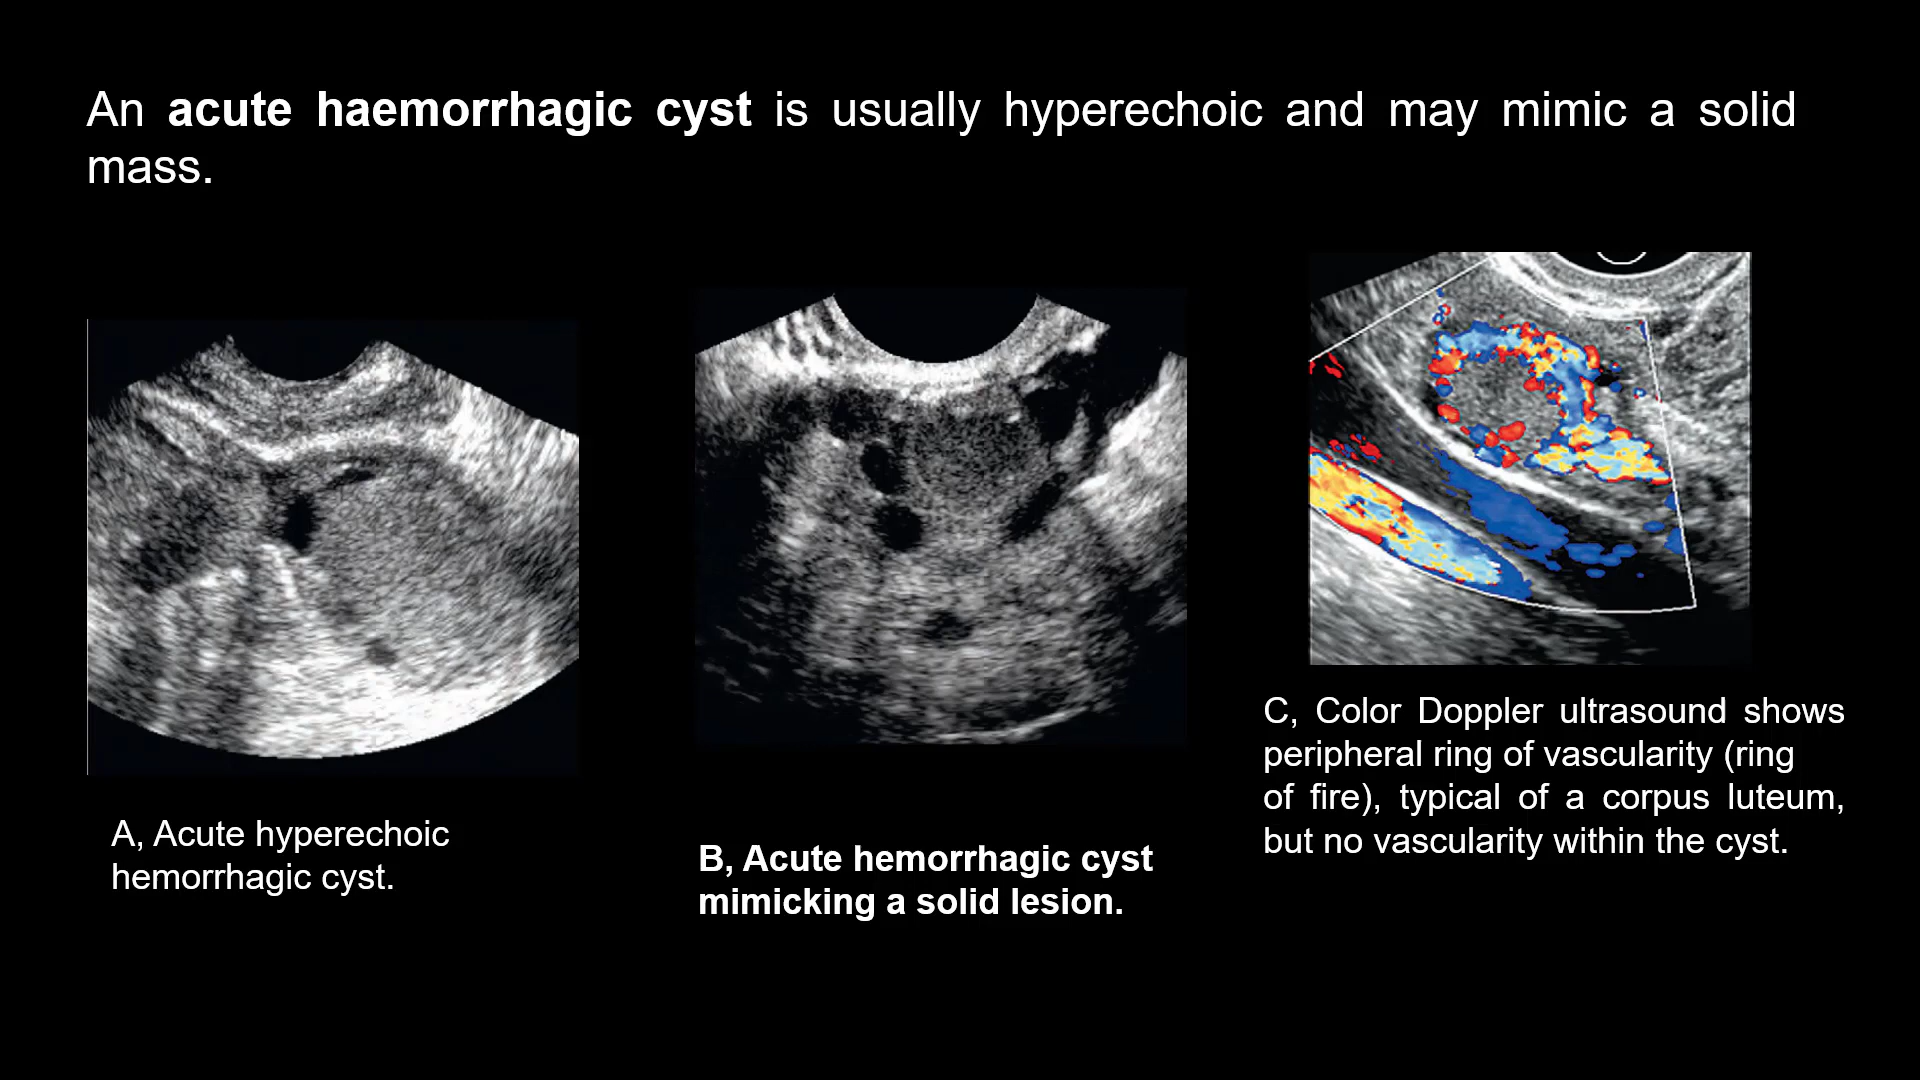 An acute haemorrhagic cyst is usually hyperechoic and may mimic a solid
mass.
A, Acute hyperechoic
hemorrhagic cyst.
B, Acute hemorrhagic cyst
mimicking a solid lesion.
C, Color Doppler ultrasound shows
peripheral ring of vascularity (ring
of fire), typical of a corpus luteum,
but no vascularity within the cyst.